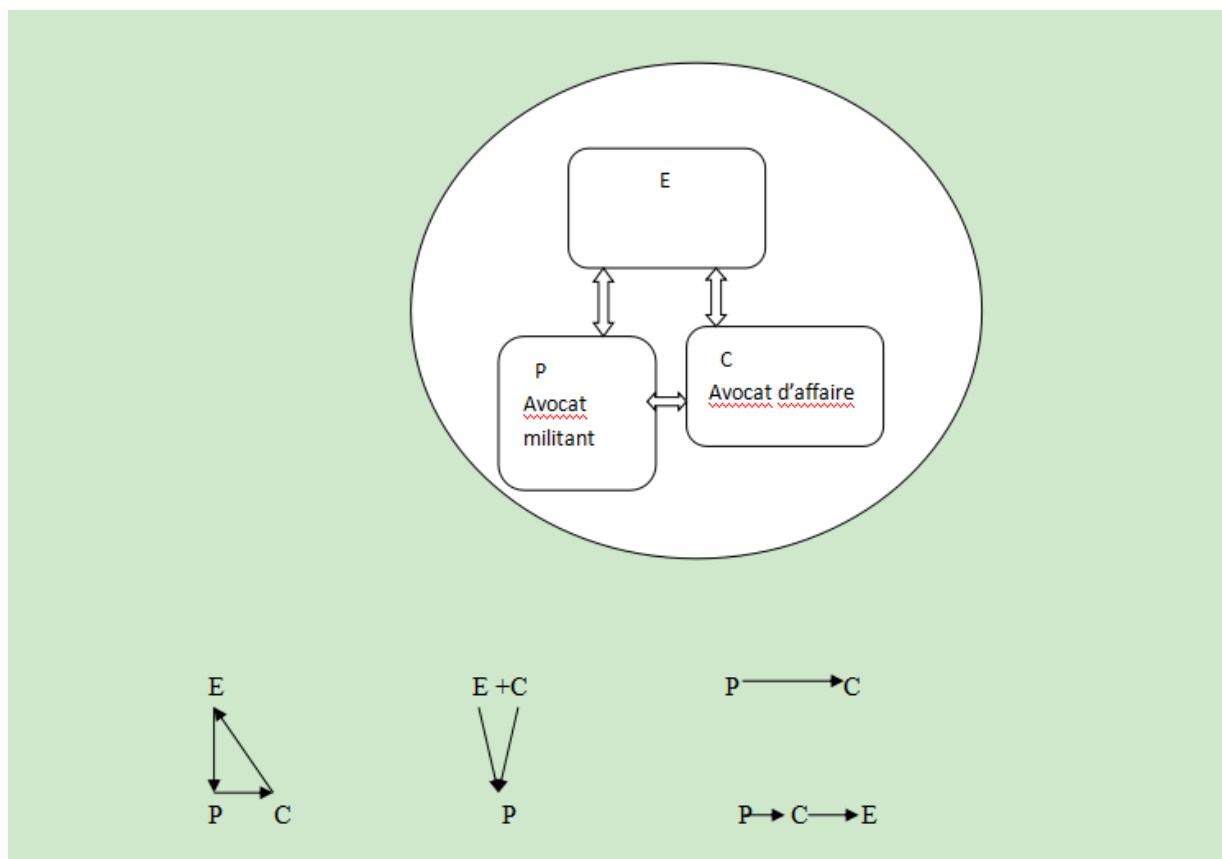 E
P
Avocat
militant
C
Avocat d'affaire
E
P C
E +C
P
P C
P C E